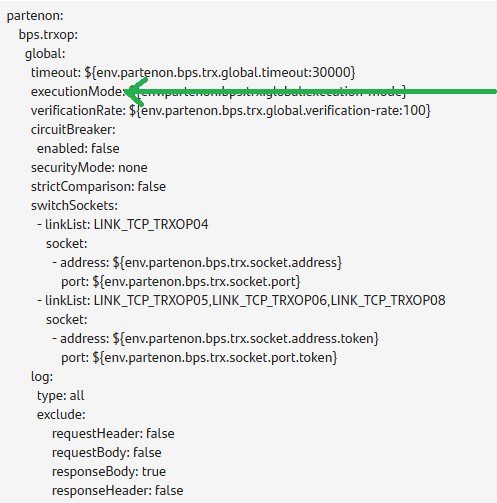 partenon:
  bps.trxop:
    global:
      timeout: ${env.partenon.bps.trx.global.timeout:30000}
      executionMode: ${env.partenon.bps.trx.global.execution-mode}
      verificationRate: ${env.partenon.bps.trx.global.verification-rate:100}
      circuitBreaker:
        enabled: false
      securityMode: none
      strictComparison: false
      switchSockets:
        - linkList: LINK_TCP_TRXOP04
          socket:
            - address: ${env.partenon.bps.trx.socket.address}
              port: ${env.partenon.bps.trx.socket.port}
        - linkList: LINK_TCP_TRXOP05,LINK_TCP_TRXOP06,LINK_TCP_TRXOP08
          socket:
            - address: ${env.partenon.bps.trx.socket.address.token}
              port: ${env.partenon.bps.trx.socket.port.token}
      log:
        type: all
        exclude:
            requestHeader: false
            requestBody: false
            responseBody: true
            responseHeader: false